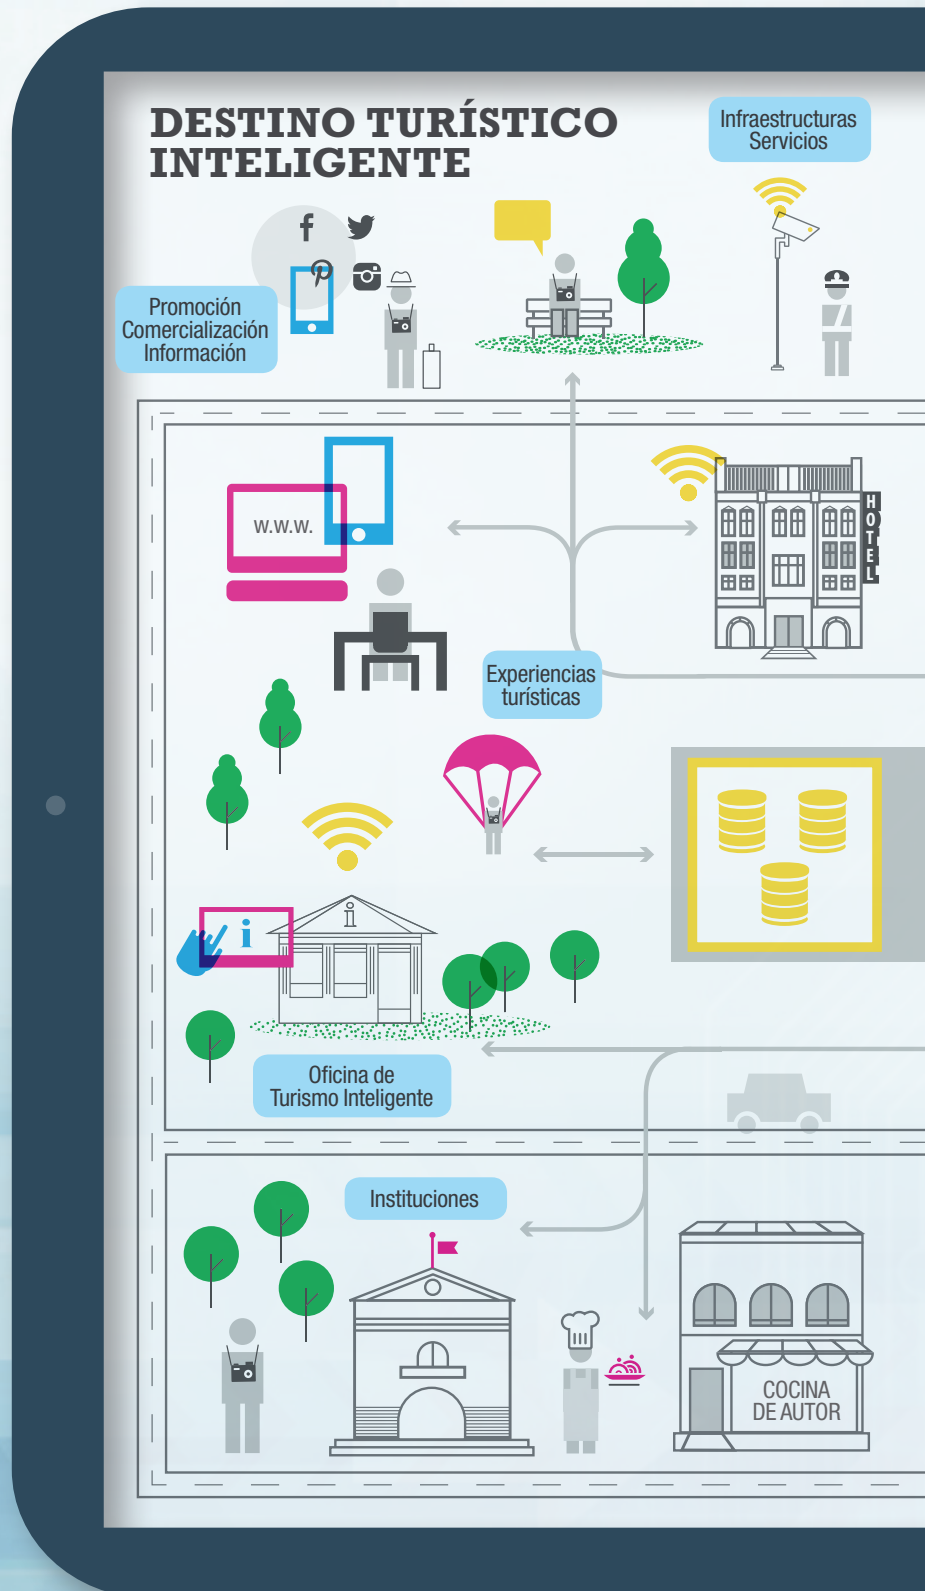 DESTINO TURÍSTICO
INTELIGENTE
Infraestructuras
Servicios
Promoción
Comercialización
Información
w.w.w.
HOTEL
Experiencias
turísticas
i
i
Oficina de
Turismo Inteligente
Instituciones
COCINA
DE AUTOR